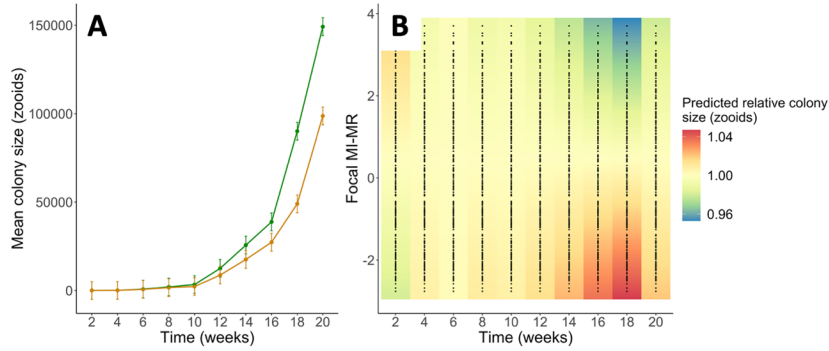 A
Mean colony size (zooids)
150000
100000
50000
0
2 4 6 8 10 12 14 16 18 20
Time (weeks)
B
Focal MI-MR
4
2
0
-2
2 4 6 8 10 12 14 16 18 20
Time (weeks)
Predicted relative colony
size (zooids)
1.04
1.00
0.96